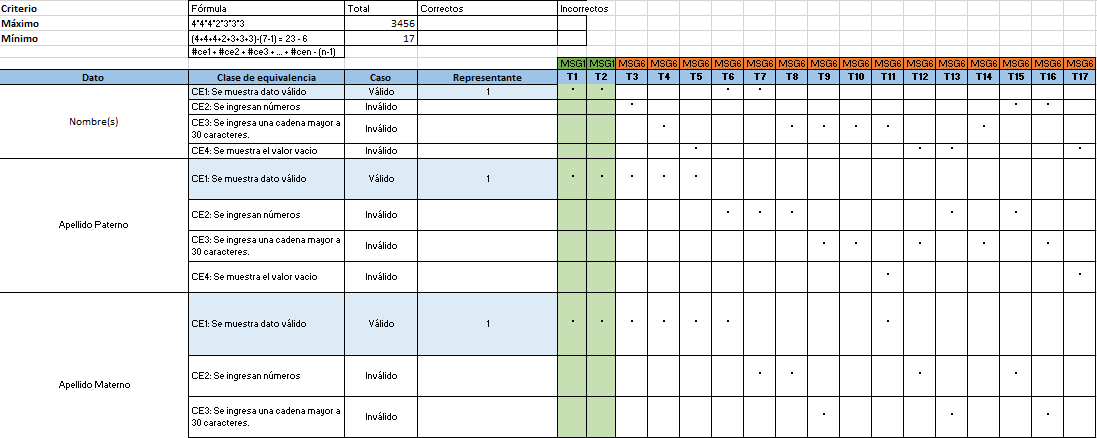 Criterio Fórmula Total Correctos Incorrectos
Máximo 4*4*4*2*3*3*3 3456
Mínimo (4+4+4+2+3+3+3)-(7-1) = 23 - 6 17
#ce1 + #ce2 + #ce3 + ... + #cen - (n-1)
MSG1 MSG1 MSG6 MSG6 MSG6 MSG6 MSG6 MSG6 MSG6 MSG6 MSG6 MSG6 MSG6 MSG6 MSG6 MSG6 MSG6
Dato Clase de equivalencia Caso Representante T1 T2 T3 T4 T5 T6 T7 T8 T9 T10 T11 T12 T13 T14 T15 T16 T17
Nombre(s)
CE1: Se muestra dato válido Válido 1
CE2: Se ingresan números Inválido
CE3: Se ingresa una cadena mayor a
30 caracteres. Inválido
CE4: Se muestra el valor vacio Inválido
Apellido Paterno
CE1: Se muestra dato válido Válido 1
CE2: Se ingresan números Inválido
CE3: Se ingresa una cadena mayor a
30 caracteres. Inválido
CE4: Se muestra el valor vacio Inválido
Apellido Materno
CE1: Se muestra dato válido Válido 1
CE2: Se ingresan números Inválido
CE3: Se ingresa una cadena mayor a
30 caracteres. Inválido